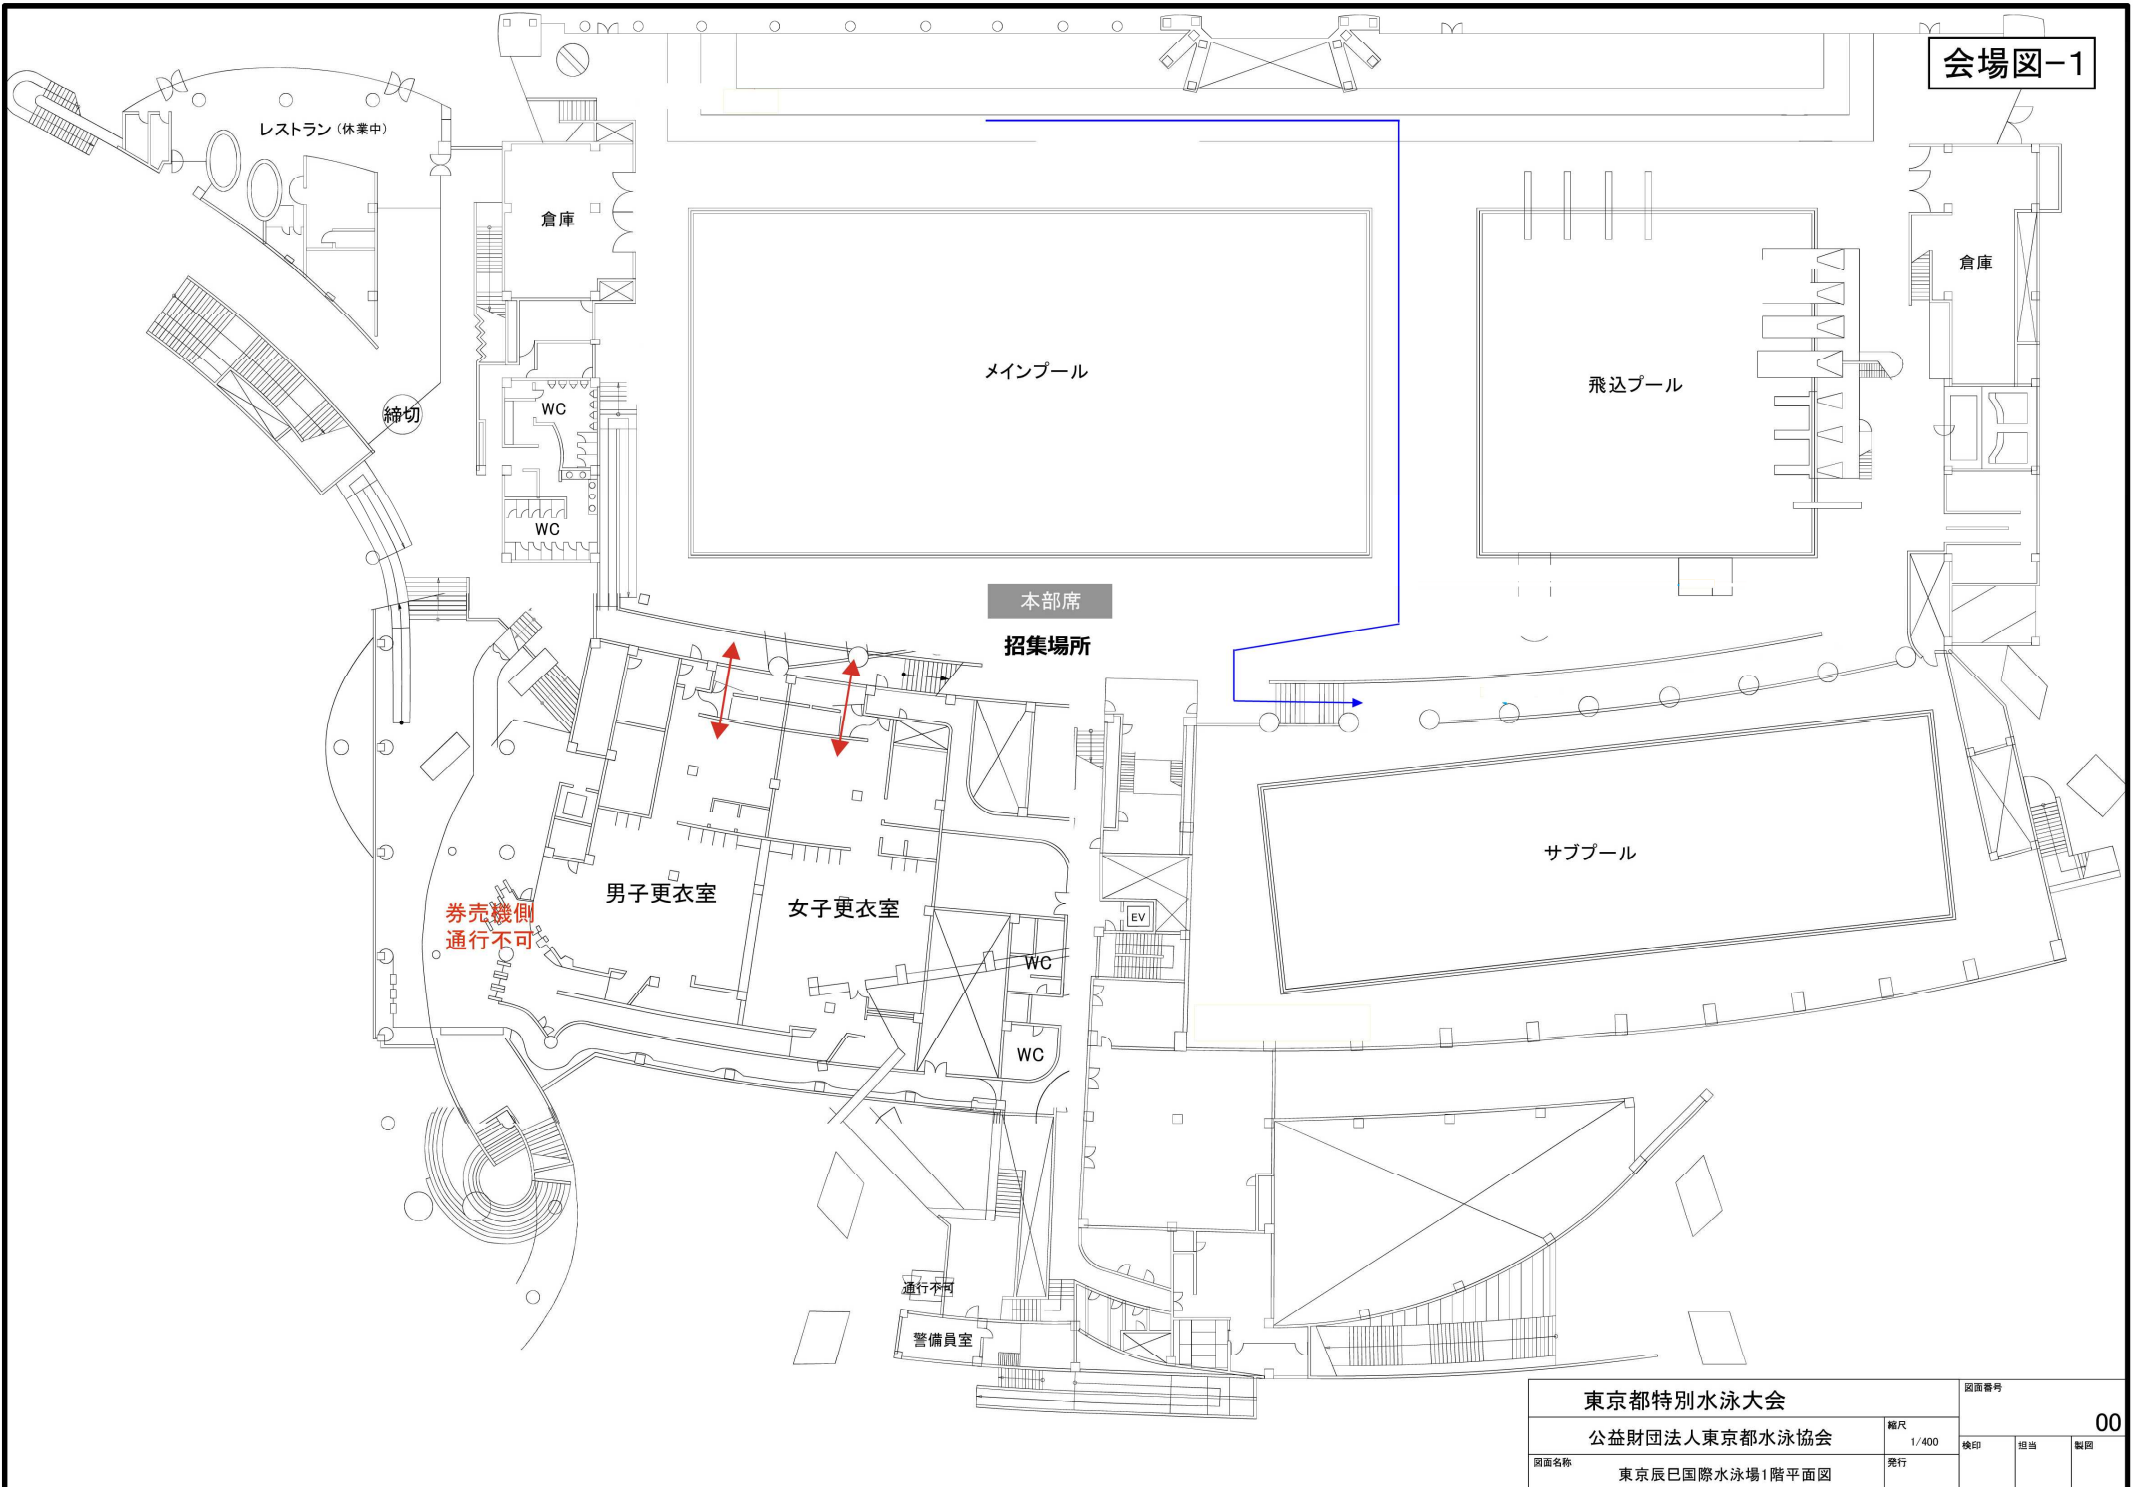 会場図-1
レストラン (休業中)
倉庫
倉庫
メインプール
飛込プール
WC
締切
WC
本部席
招集場所
サブプール
男子更衣室
女子更衣室
券売機側
通行不可
EV
WC
WC
通行不可
警備員室
東京都特別水泳大会
図面番号
00
公益財団法人東京都水泳協会
縮尺
1/400
検印
担当
製図
図面名称
東京辰巳国際水泳場1階平面図
発行